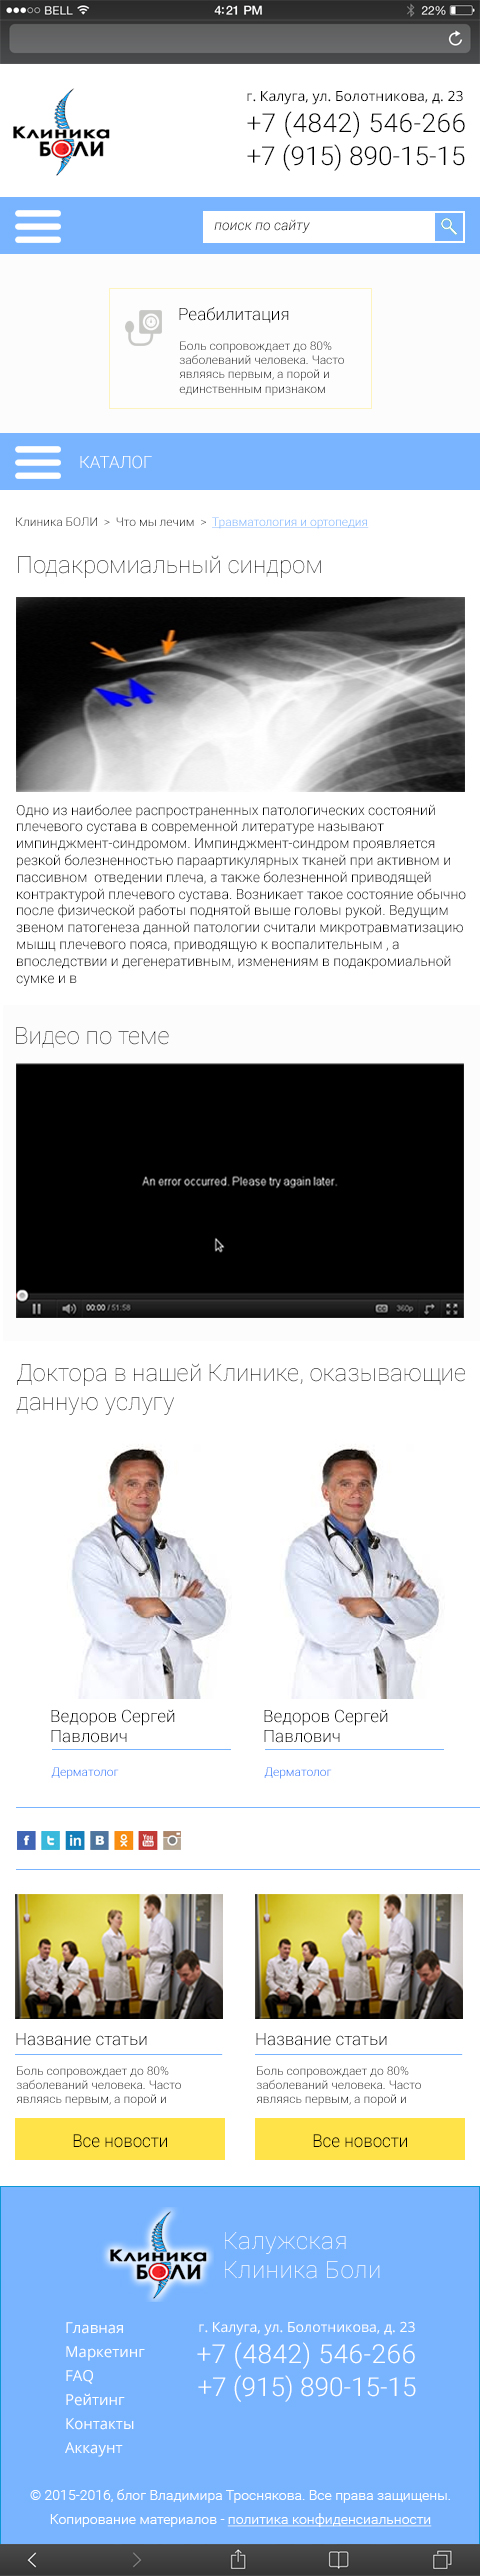 BELL
4:21 PM
22%
Клиника
БОЛИ
г. Калуга, ул. Болотникова, д. 23
+7 (4842) 546-266
+7 (915) 890-15-15
поиск по сайту
Реабилитация
Боль сопровождает до 80%
заболеваний человека. Часто
являясь первым, а порой и
единственным признаком
КАТАЛОГ
Клиника БОЛИ > Что мы лечим > Травматология и ортопедия
Подакромиальный синдром
Одно из наиболее распространенных патологических состояний
плечевого сустава в современной литературе называют
импинджмент-синдромом. Импинджмент-синдром проявляется
резкой болезненностью параартикулярных тканей при активном и
пассивном отведении плеча, а также болезненной приводящей
контрактурой плечевого сустава. Возникает такое состояние обычно
после физической работы поднятой выше головы рукой. Ведущим
звеном патогенеза данной патологии считали микротравматизацию
мышц плечевого пояса, приводящую к воспалительным , а
впоследствии и дегенеративным, изменениям в подакромиальной
сумке и в
Видео по теме
An error occurred. Please try again later.
00:00 / 51:58
360p
Доктора в нашей Клинике, оказывающие
данную услугу
Ведоров Сергей
Павлович
Дерматолог
Ведоров Сергей
Павлович
Дерматолог
You
Название статьи
Боль сопровождает до 80%
заболеваний человека. Часто
являясь первым, а порой и
Все новости
Название статьи
Боль сопровождает до 80%
заболеваний человека. Часто
являясь первым, а порой и
Все новости
Клиника
БОЛИ
Калужская
Клиника Боли
Главная
Маркетинг
FAQ
Рейтинг
Контакты
Аккаунт
г. Калуга, ул. Болотникова, д. 23
+7 (4842) 546-266
+7 (915) 890-15-15
© 2015-2016, блог Владимира Троснякова. Все права защищены.
Копирование материалов - политика конфиденсиальности